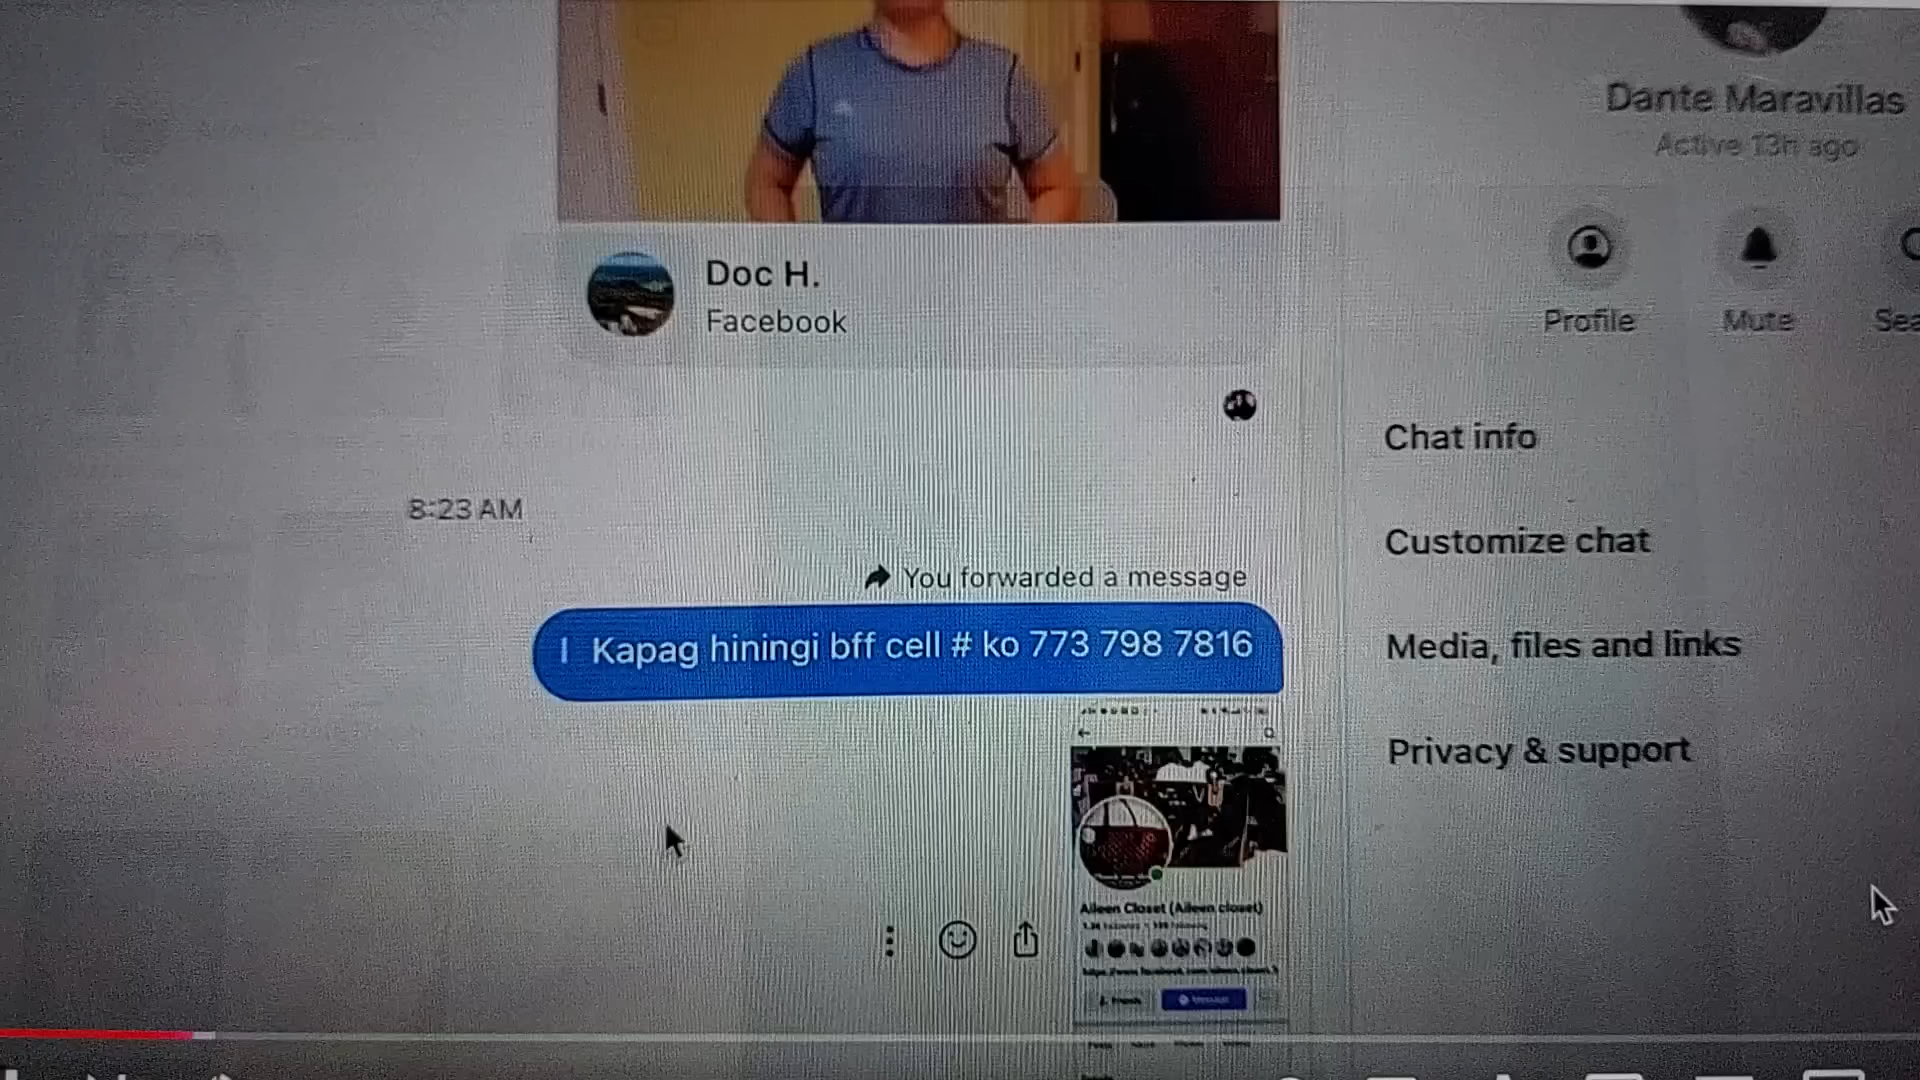 Dante Maravillas
Active 13h ago
Doc H.
Facebook
Profile
Mute
Sea
Chat info
8:23 AM
Customize chat
You forwarded a message
| Kapag hiningi bff cell # ko 773 798 7816
Media, files and links
Privacy & support
Aileen Closet (Aileen closet)